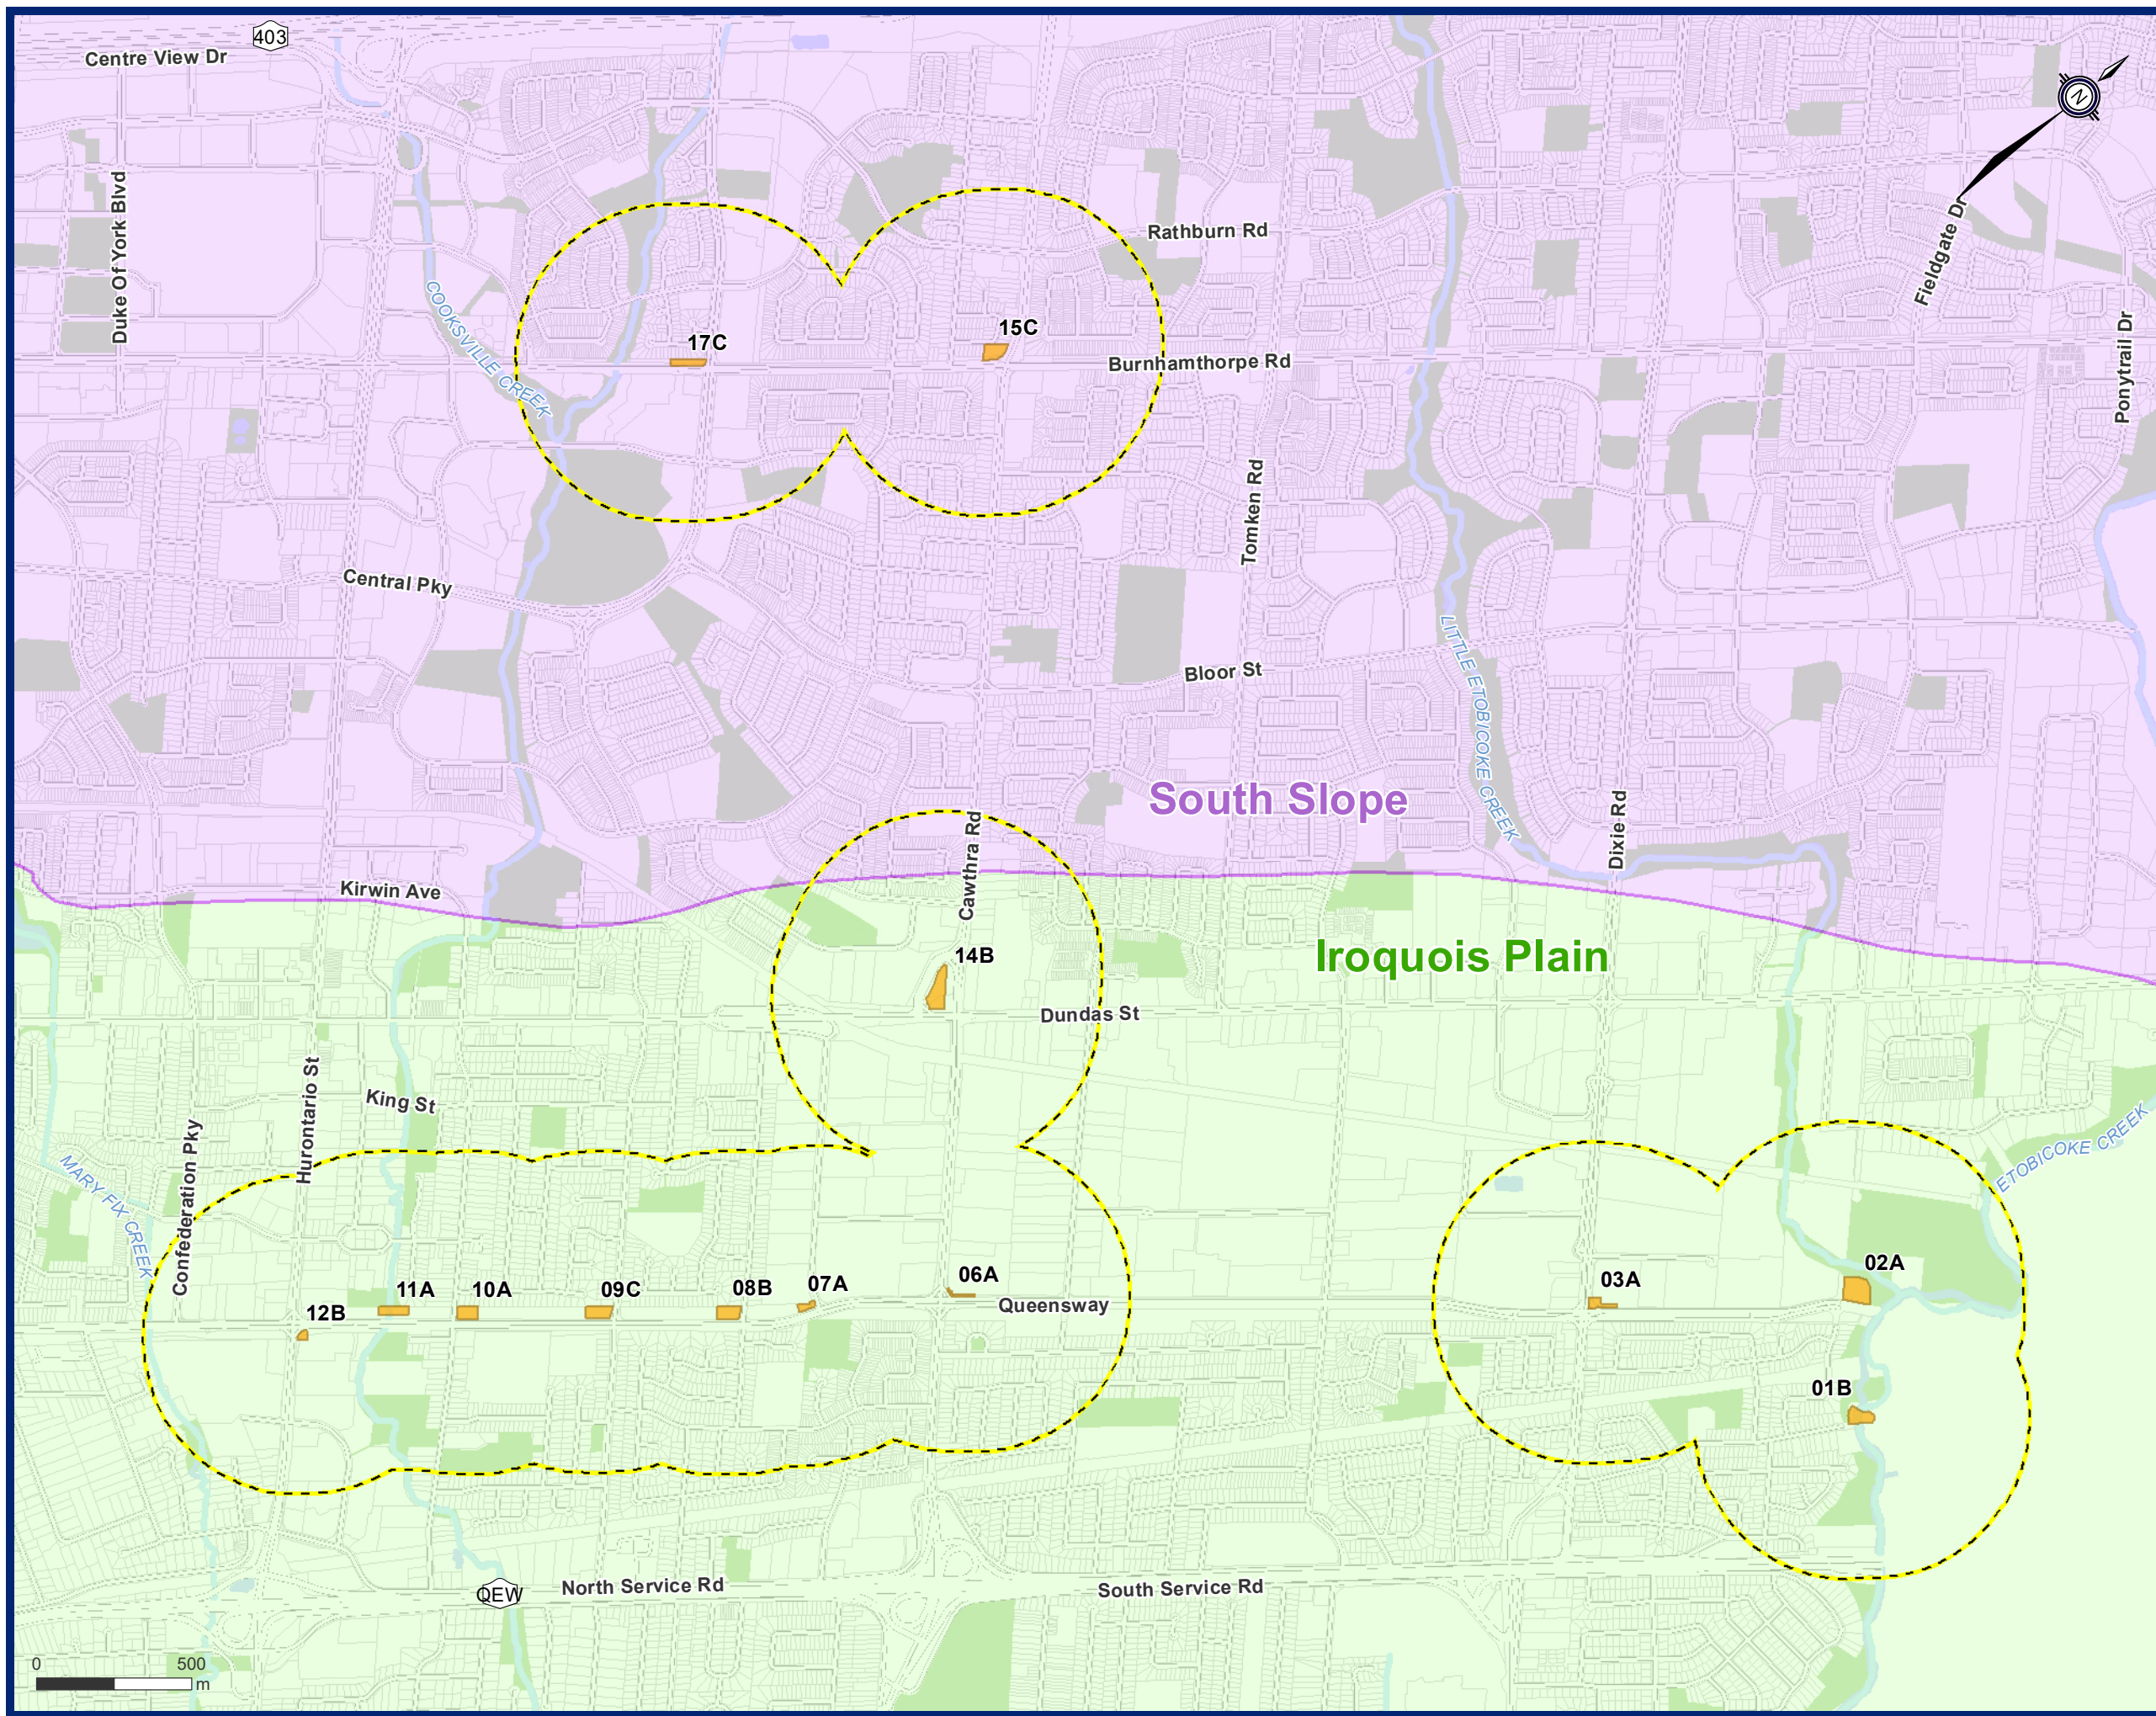 403
Centre View Dr
N
Duke Of York Blvd
Fieldgate Dr
Rathburn Rd
COOKSVILLE CREEK
17C
15C
Burnhamthorpe Rd
Ponytrail Dr
Tomken Rd
Central Pky
Bloor St
LITTLE ETOBICOKE CREEK
South Slope
Dixie Rd
Cawthra Rd
Kirwin Ave
Iroquois Plain
14B
Dundas St
Hurontario St
King St
Confederation Pky
MARY FIX CREEK
ETOBICOKE CREEK
12B
11A
10A
09C
08B
07A
06A
Queensway
03A
02A
01B
QEW
North Service Rd
South Service Rd
0 500
m